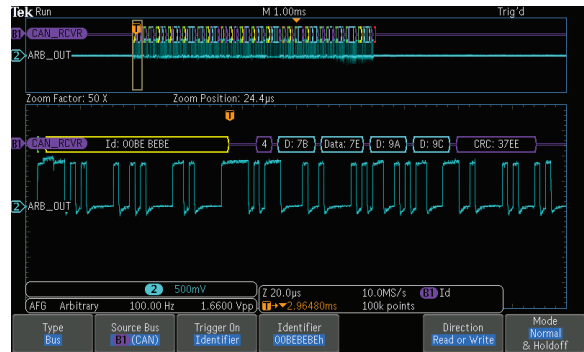 Tek Run M 1.00ms Trig'd
B1 CAN_RCVR
2 ARB_OUT
Zoom Factor: 50 X Zoom Position: 24.4µs
T
B1 CAN_RCVR Id: 00BE BEBE 4 D: 7B Data: 7E D: 9A D: 9C CRC: 37EE
2 ARB_OUT
2 500mV Z 20.0µs 10.0MS/s B1 Id
AFG Arbitrary 100.00 Hz 1.6600 Vpp T→▼2.96480ms 100k points
Type Source Bus Trigger On Identifier Direction Mode
Bus B1 (CAN) Identifier 00BEBEBEh Read or Write Normal
& Holdoff